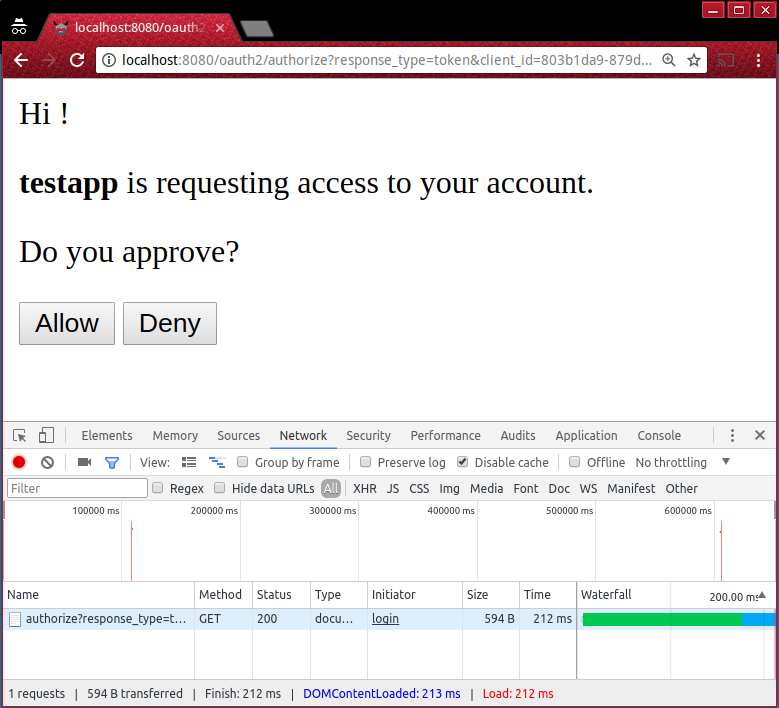 localhost:8080/oauth2
localhost:8080/oauth2/authorize?response_type=token&client_id=803b1da9-879d...
Hi !
testapp is requesting access to your account.
Do you approve?
Allow Deny
Elements Memory Sources Network Security Performance Audits Application Console
View: Group by frame Preserve log Disable cache Offline No throttling
Filter Regex Hide data URLs All XHR JS CSS Img Media Font Doc WS Manifest Other
100000 ms 200000 ms 300000 ms 400000 ms 500000 ms 600000 ms
Name Method Status Type Initiator Size Time Waterfall 200.00 ms
authorize?response_type=t... GET 200 docu... login 594 B 212 ms
1 requests | 594 B transferred | Finish: 212 ms | DOMContentLoaded: 213 ms | Load: 212 ms